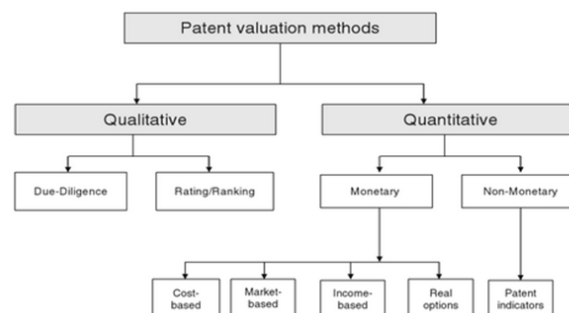 Patent valuation methods
Qualitative
Quantitative
Due-Diligence
Rating/Ranking
Monetary
Non-Monetary
Cost-
based
Market-
based
Income-
based
Real
options
Patent
indicators